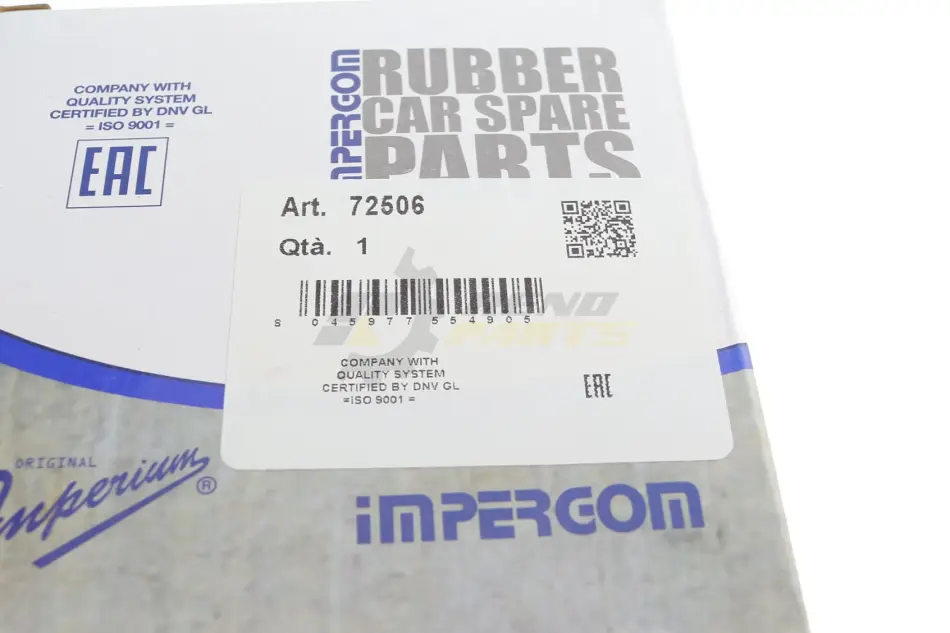 COMPANY WITH
QUALITY SYSTEM
CERTIFIED BY DNV GL
= ISO 9001 =
EAC
IMPERGOM
RUBBER
CAR SPARE
PARTS
Art. 72506
Qtà. 1
8 045977 554905
COMPANY WITH
QUALITY SYSTEM
CERTIFIED BY DNV GL
=ISO 9001 =
EAC
ORIGINAL
Imperium ®
iMPERGOM